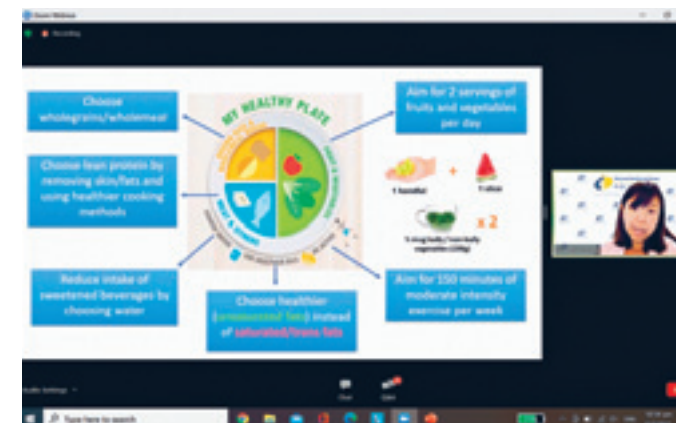 Zoom Webinar
Recording
Choose
wholegrains/wholemeal
Choose lean protein by
removing skin/fats and
using healthier cooking
methods
Reduce intake of
sweetened beverages by
choosing water
MY HEALTHY PLATE
MEAT & OTHERS
Choose healthier
(unsaturated fats) instead
of saturated/trans fats
Aim for 2 servings of
fruits and vegetables
per day
1 handful
+
1 slice
x 2
Aim for 150 minutes of
moderate intensity
exercise per week
Audio Settings
Chat
Q&A
Type here to search